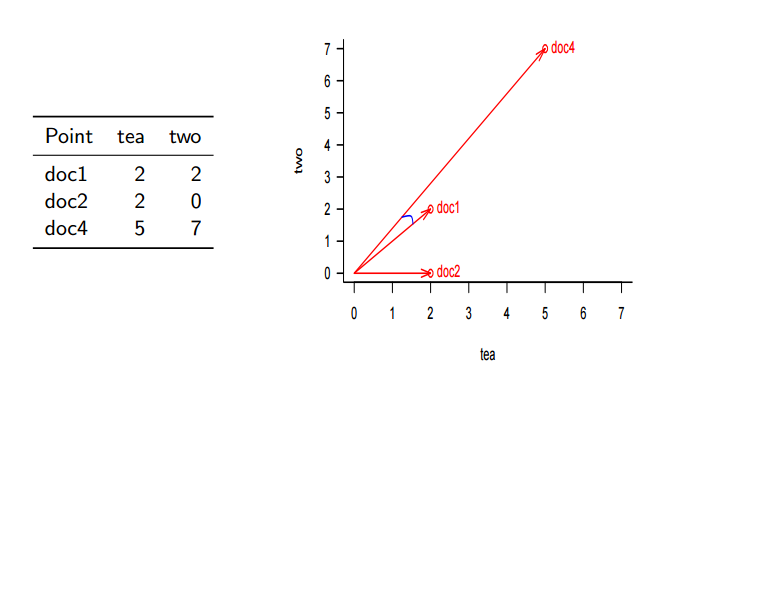 Point tea two
doc1 2 2
doc2 2 0
doc4 5 7
two
7
6
5
4
3
2
1
0
doc4
doc1
doc2
0 1 2 3 4 5 6 7
tea